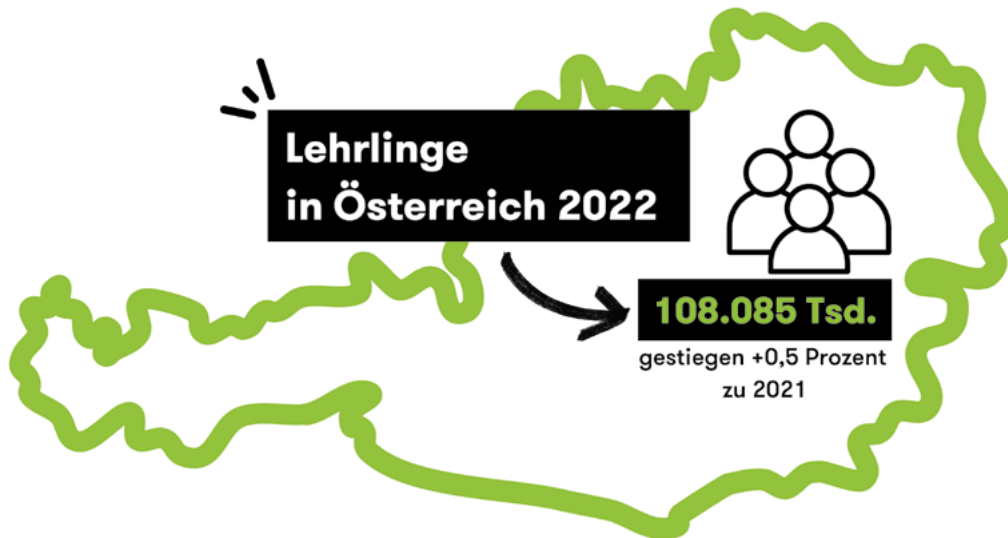 Lehrlinge
in Österreich 2022
108.085 Tsd.
gestiegen +0,5 Prozent
zu 2021